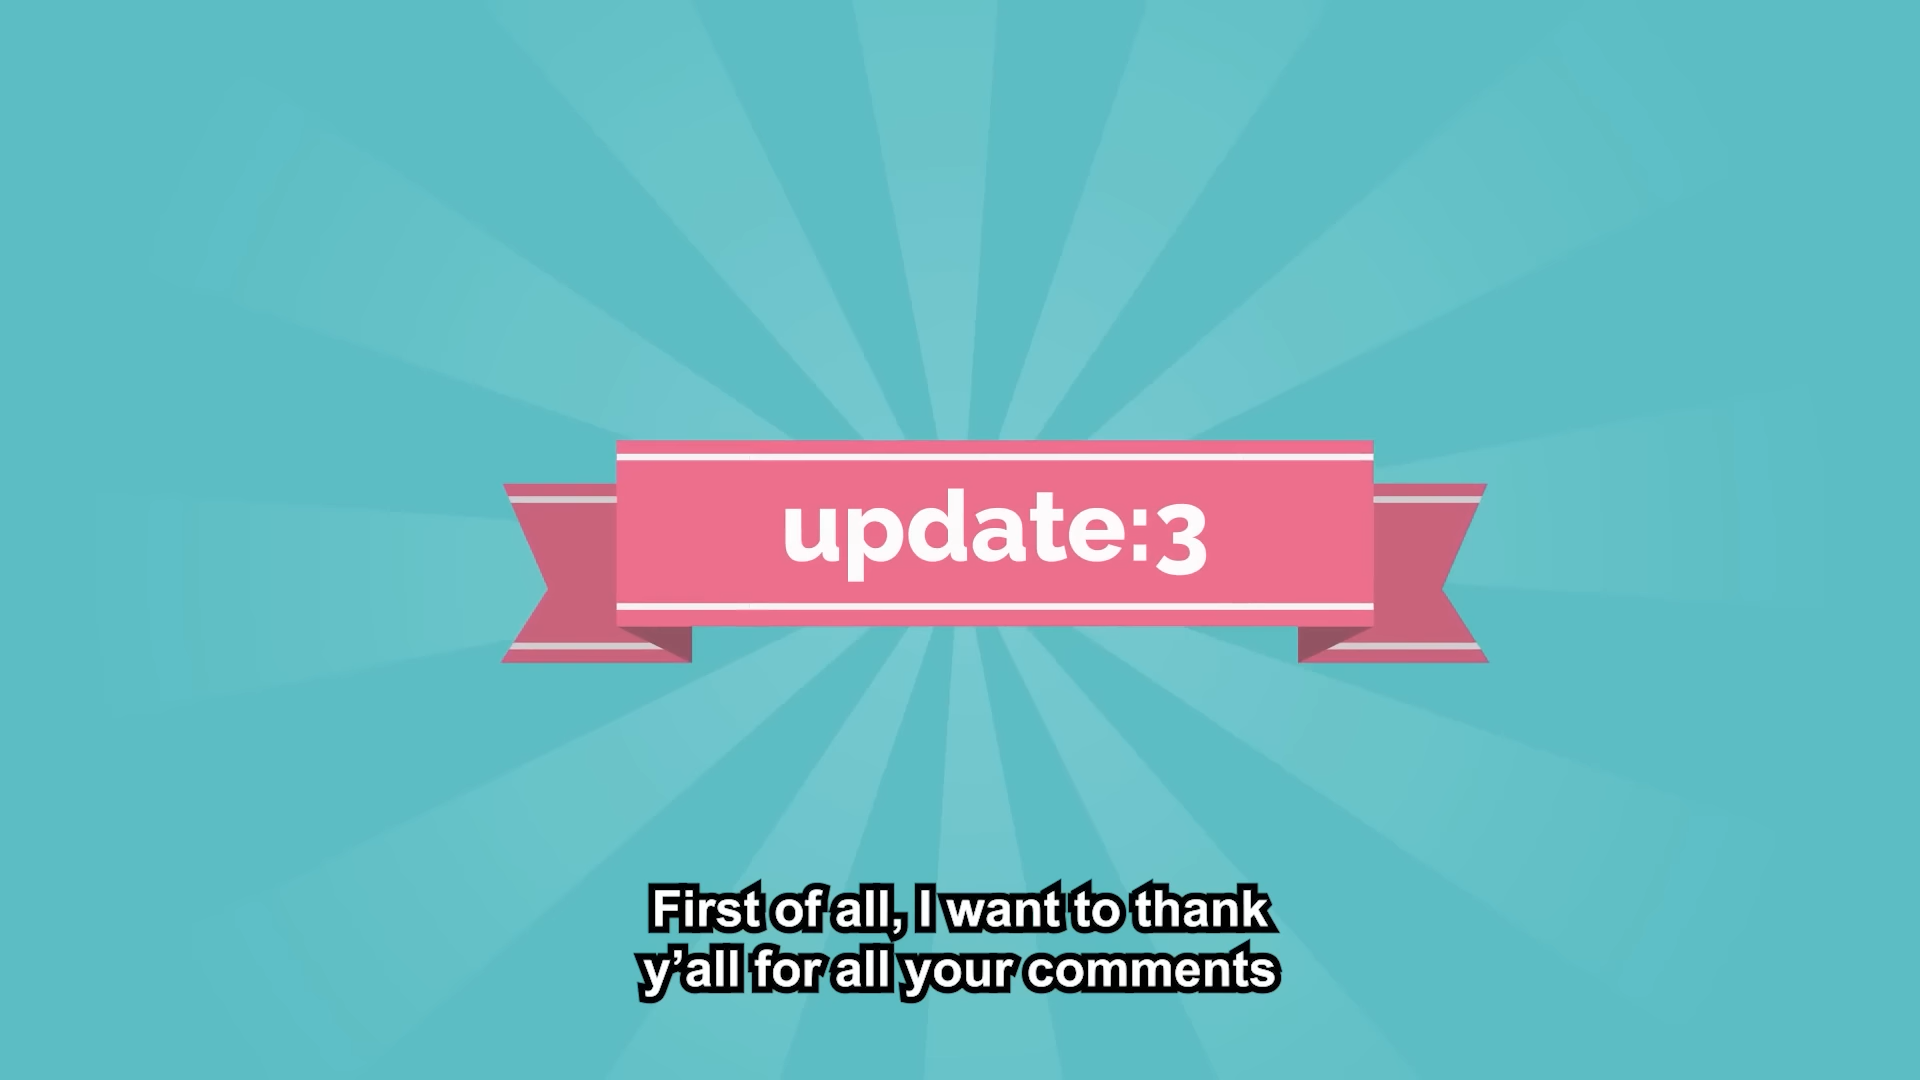 update:3
First of all, I want to thank
y’all for all your comments